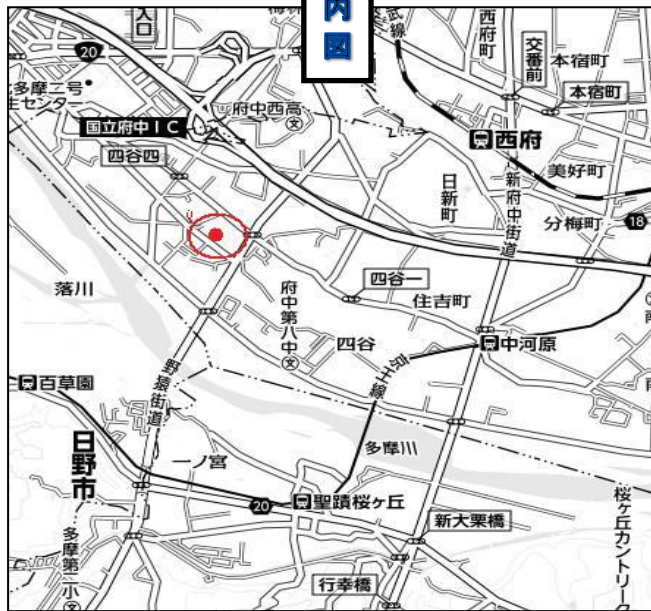 内
図
入口
20
国立府中IC
府中西高
文
四谷四
西府町
交番前
本宿町
本宿町
西府
美好町
日新町
新府中街道
分梅町
18
落川
府中第八中
文
四谷一
住吉町
四谷
中河原
京王線
野猿街道
百草園
日野市
一ノ宮
多摩川
20
聖蹟桜ヶ丘
新大栗橋
行幸橋
桜ヶ丘カントリー
多摩第一小
文